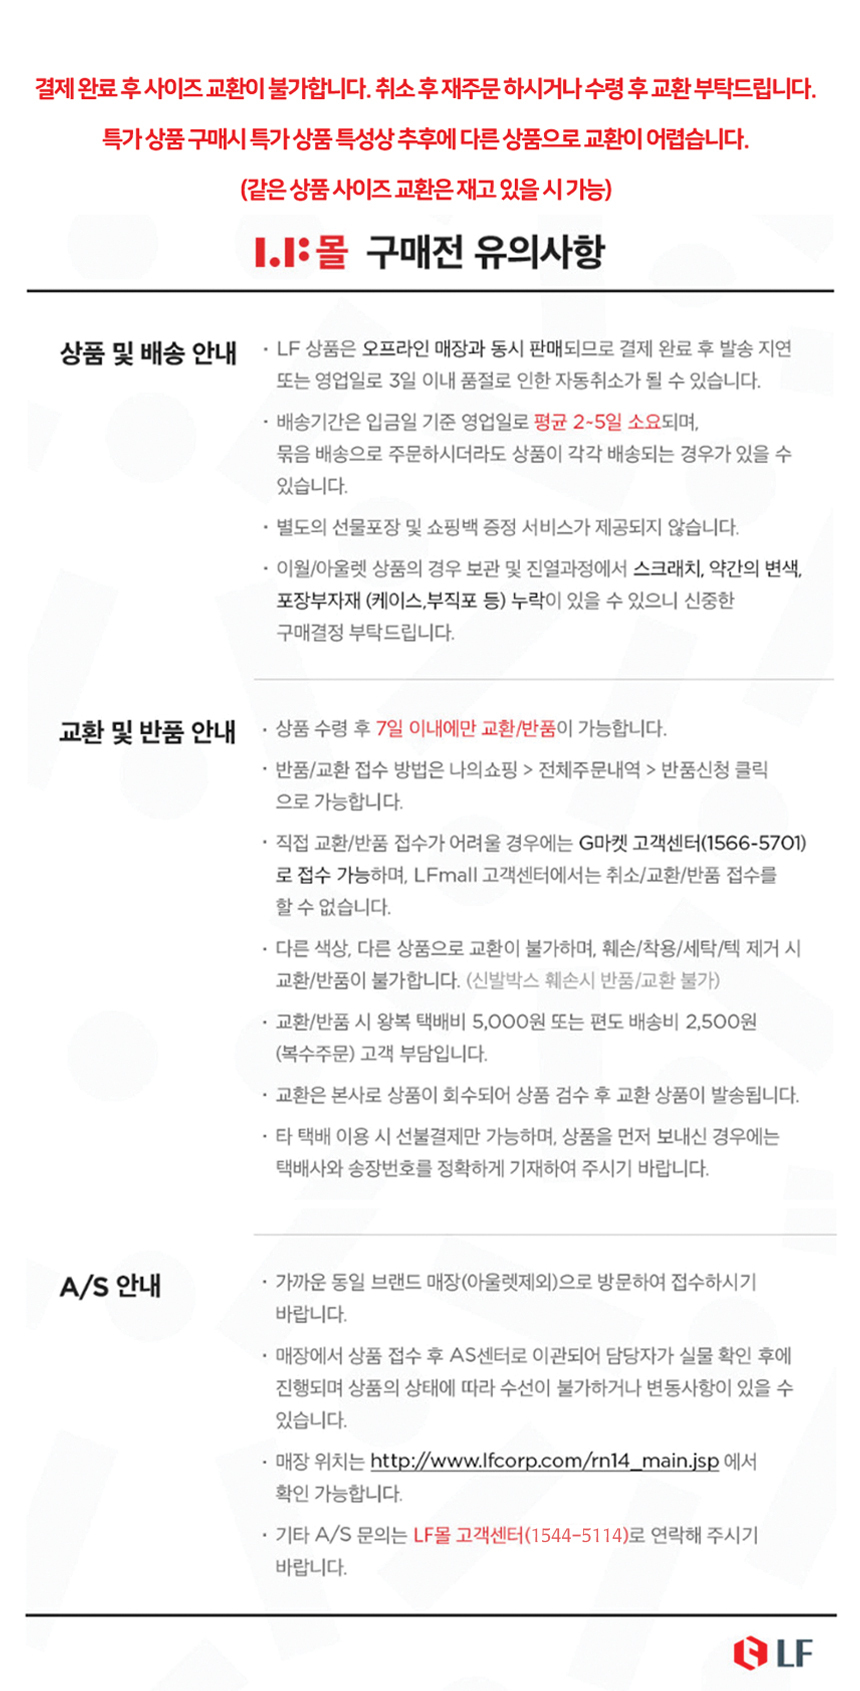 결제 완료 후 사이즈 교환이 불가합니다. 취소 후 재주문 하시거나 수령 후 교환 부탁드립니다.
특가 상품 구매시 특가 상품 특성상 추후에 다른 상품으로 교환이 어렵습니다.
(같은 상품 사이즈 교환은 재고 있을 시 가능)
LF몰 구매전 유의사항
상품 및 배송 안내
· LF 상품은 오프라인 매장과 동시 판매되므로 결제 완료 후 발송 지연
또는 영업일로 3일 이내 품절로 인한 자동취소가 될 수 있습니다.
· 배송기간은 입금일 기준 영업일로 평균 2~5일 소요되며,
묶음 배송으로 주문하시더라도 상품이 각각 배송되는 경우가 있을 수
있습니다.
· 별도의 선물포장 및 쇼핑백 증정 서비스가 제공되지 않습니다.
· 이월/아울렛 상품의 경우 보관 및 진열과정에서 스크래치, 약간의 변색,
포장부자재 (케이스,부직포 등) 누락이 있을 수 있으니 신중한
구매결정 부탁드립니다.
교환 및 반품 안내
· 상품 수령 후 7일 이내에만 교환/반품이 가능합니다.
· 반품/교환 접수 방법은 나의쇼핑 > 전체주문내역 > 반품신청 클릭
으로 가능합니다.
· 직접 교환/반품 접수가 어려울 경우에는 G마켓 고객센터(1566-5701)
로 접수 가능하며, LFmall 고객센터에서는 취소/교환/반품 접수를
할 수 없습니다.
· 다른 색상, 다른 상품으로 교환이 불가하며, 훼손/착용/세탁/텍 제거 시
교환/반품이 불가합니다. (신발박스 훼손시 반품/교환 불가)
· 교환/반품 시 왕복 택배비 5,000원 또는 편도 배송비 2,500원
(복수주문) 고객 부담입니다.
· 교환은 본사로 상품이 회수되어 상품 검수 후 교환 상품이 발송됩니다.
· 타 택배 이용 시 선불결제만 가능하며, 상품을 먼저 보내신 경우에는
택배사와 송장번호를 정확하게 기재하여 주시기 바랍니다.
A/S 안내
· 가까운 동일 브랜드 매장(아울렛제외)으로 방문하여 접수하시기
바랍니다.
· 매장에서 상품 접수 후 AS센터로 이관되어 담당자가 실물 확인 후에
진행되며 상품의 상태에 따라 수선이 불가하거나 변동사항이 있을 수
있습니다.
· 매장 위치는 http://www.lfcorp.com/rn14_main.jsp 에서
확인 가능합니다.
· 기타 A/S 문의는 LF몰 고객센터(1544-5114)로 연락해 주시기
바랍니다.
LF